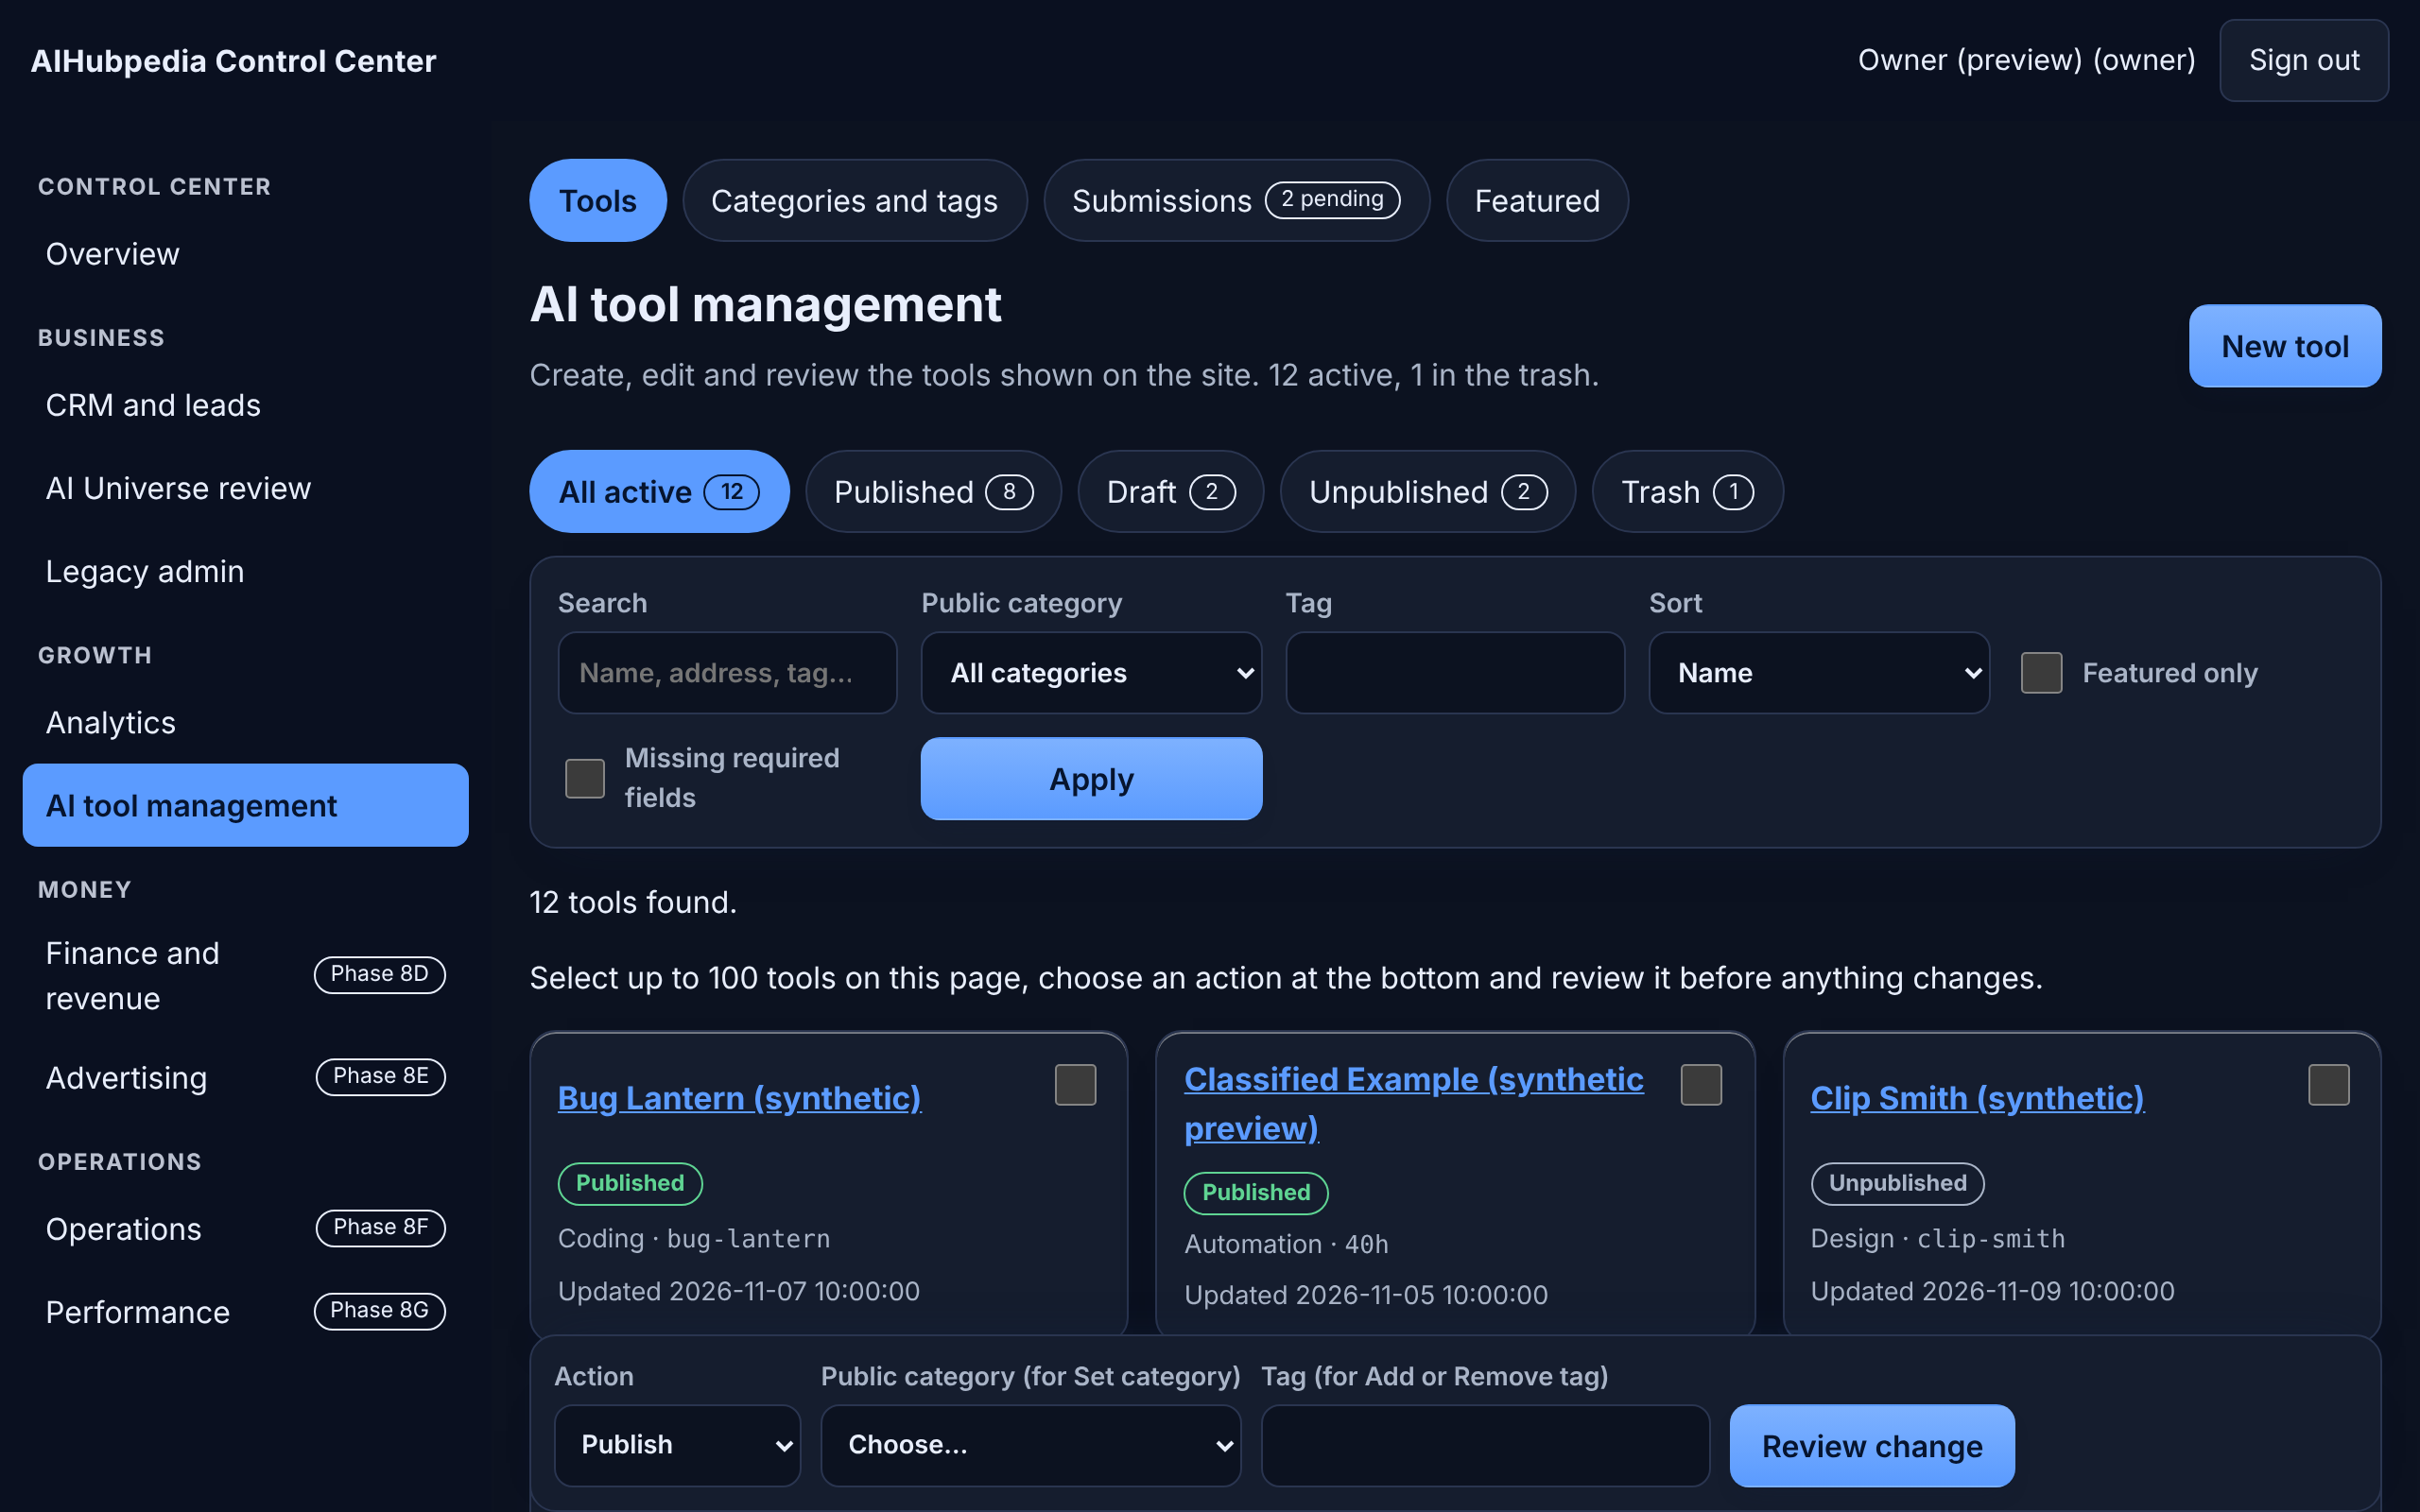 AIHubpedia Control Center
Owner (preview) (owner)
Sign out
CONTROL CENTER
Overview
BUSINESS
CRM and leads
AI Universe review
Legacy admin
GROWTH
Analytics
AI tool management
MONEY
Finance and
revenue
Phase 8D
Advertising
Phase 8E
OPERATIONS
Operations
Phase 8F
Performance
Phase 8G
Tools
Categories and tags
Submissions 2 pending
Featured
AI tool management
Create, edit and review the tools shown on the site. 12 active, 1 in the trash.
New tool
All active 12
Published 8
Draft 2
Unpublished 2
Trash 1
Search
Name, address, tag...
Public category
All categories
Tag
Sort
Name
Featured only
Missing required
fields
Apply
12 tools found.
Select up to 100 tools on this page, choose an action at the bottom and review it before anything changes.
Bug Lantern (synthetic)
Published
Coding · bug-lantern
Updated 2026-11-07 10:00:00
Classified Example (synthetic
preview)
Published
Automation · 40h
Updated 2026-11-05 10:00:00
Clip Smith (synthetic)
Unpublished
Design · clip-smith
Updated 2026-11-09 10:00:00
Action
Publish
Public category (for Set category)
Choose...
Tag (for Add or Remove tag)
Review change